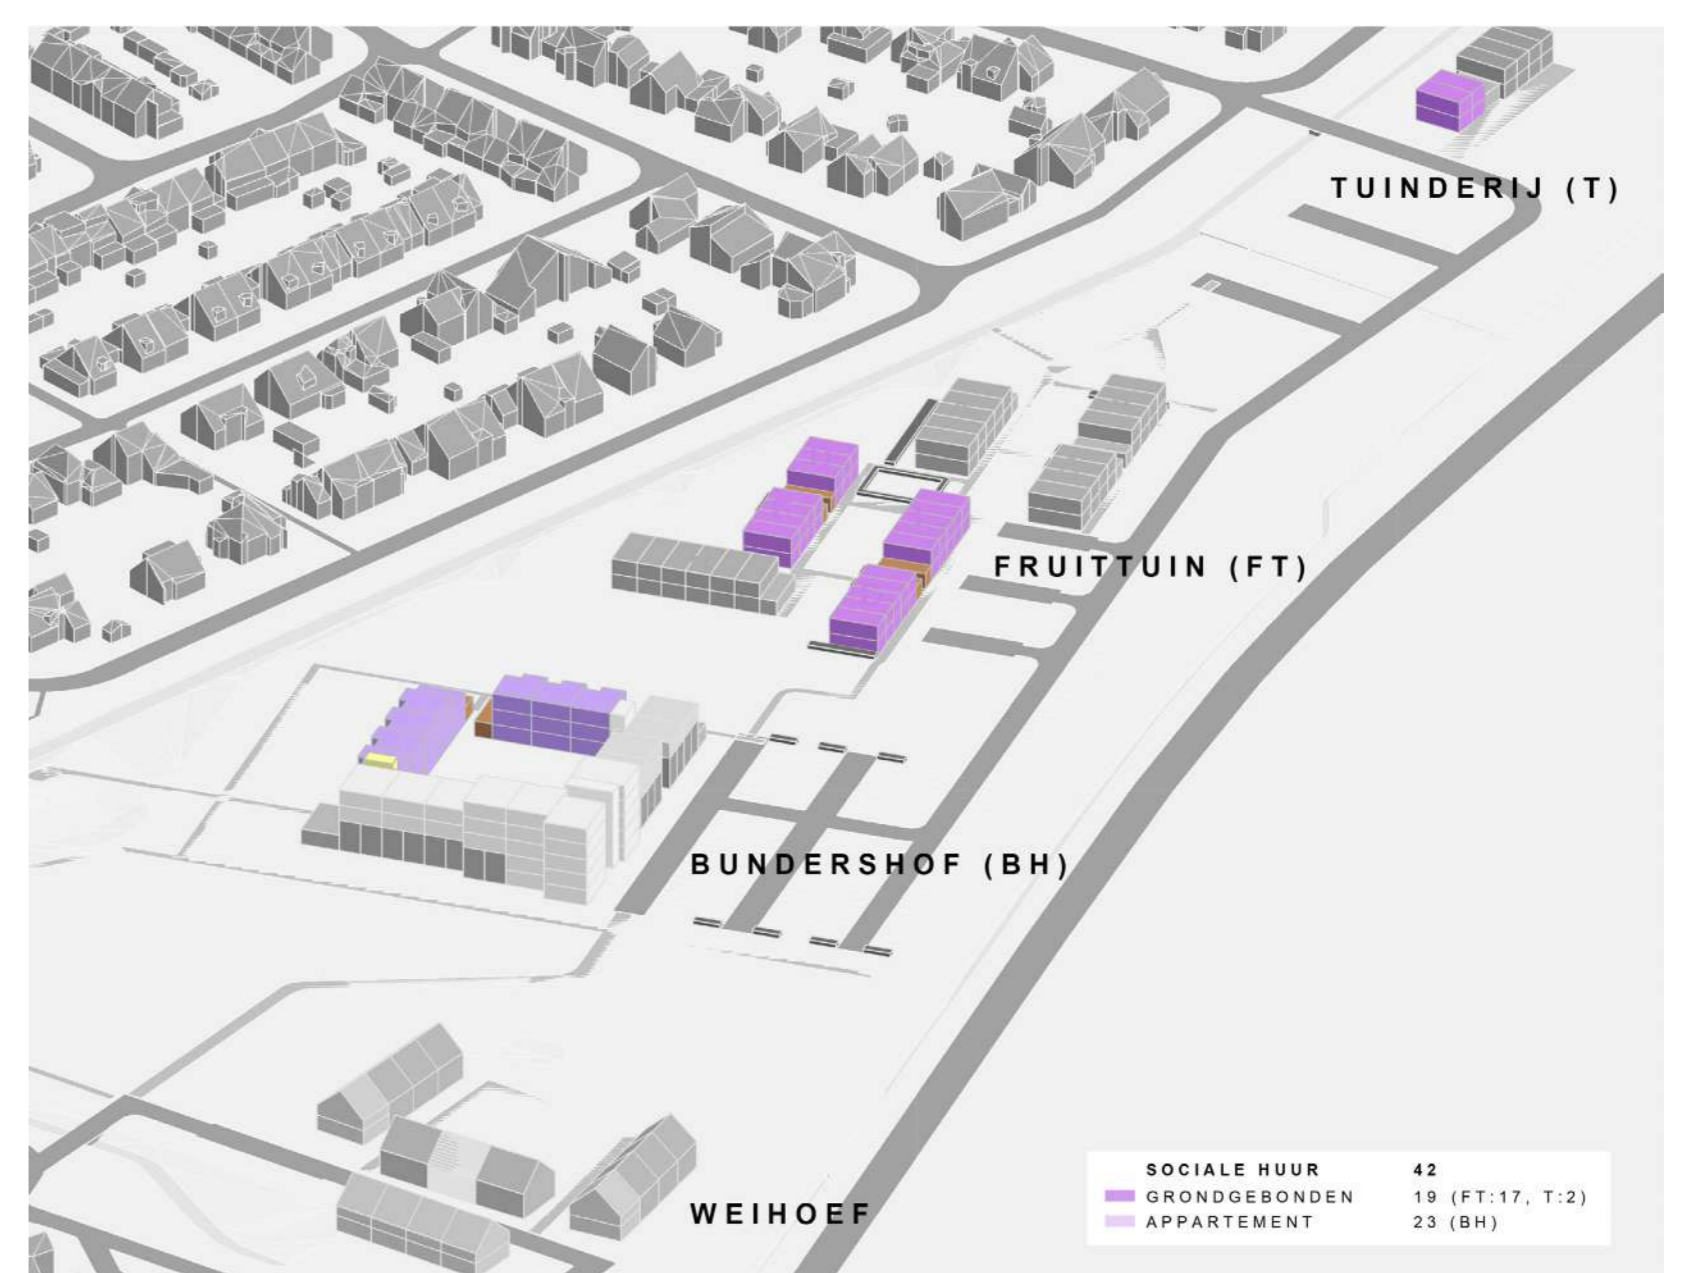 TUINDERIJ (T)
FRUITTUIN (FT)
BUNDERSHOF (BH)
WEIHOEF
SOCIALE HUUR 42
GRONDGEBONDEN 19 (FT:17, T:2)
APPARTEMENT 23 (BH)